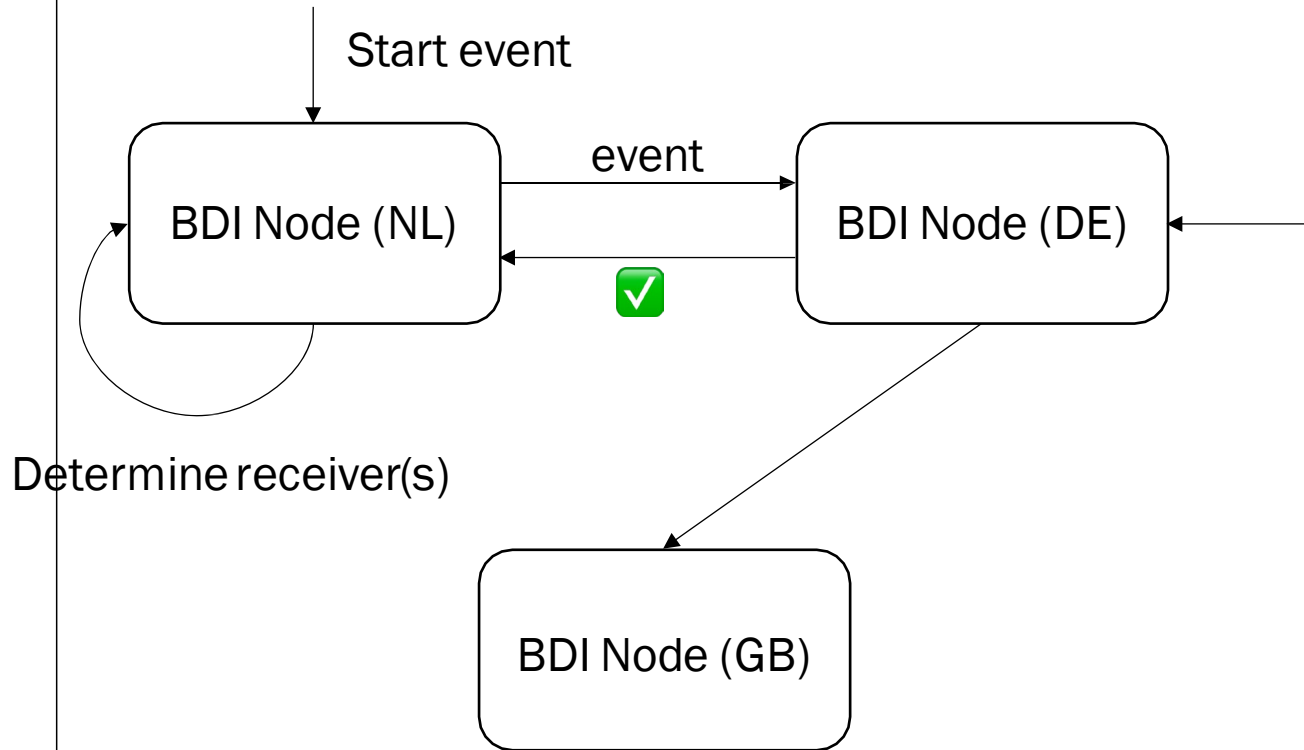 Start event
event
BDI Node (NL)
BDI Node (DE)
✅
Determine receiver(s)
BDI Node (GB)